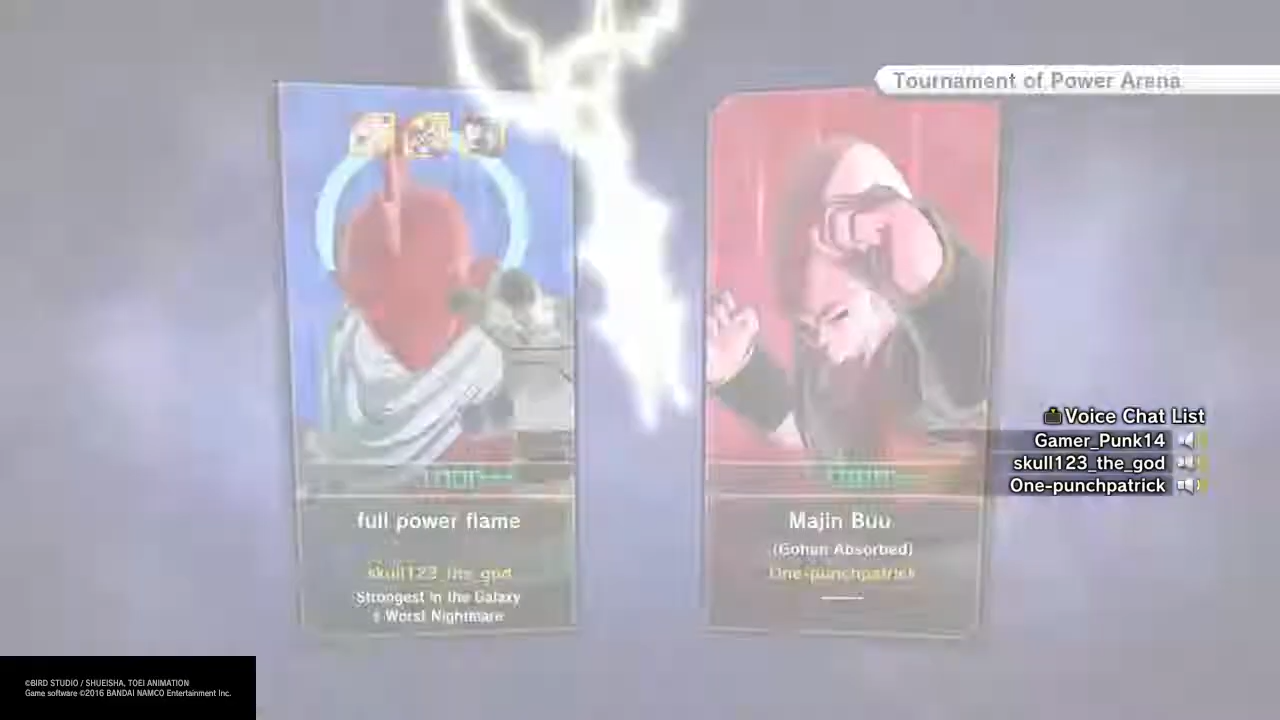 Tournament of Power Arena
Voice Chat List
Gamer_Punk14
skull123_the_god
One-punchpatrick
full power flame
skull123_the_god
Strongest in the Galaxy
s Worst Nightmare
Majin Buu
(Gohan Absorbed)
One-punchpatrick
©BIRD STUDIO / SHUEISHA, TOEI ANIMATION
Game software ©2016 BANDAI NAMCO Entertainment Inc.